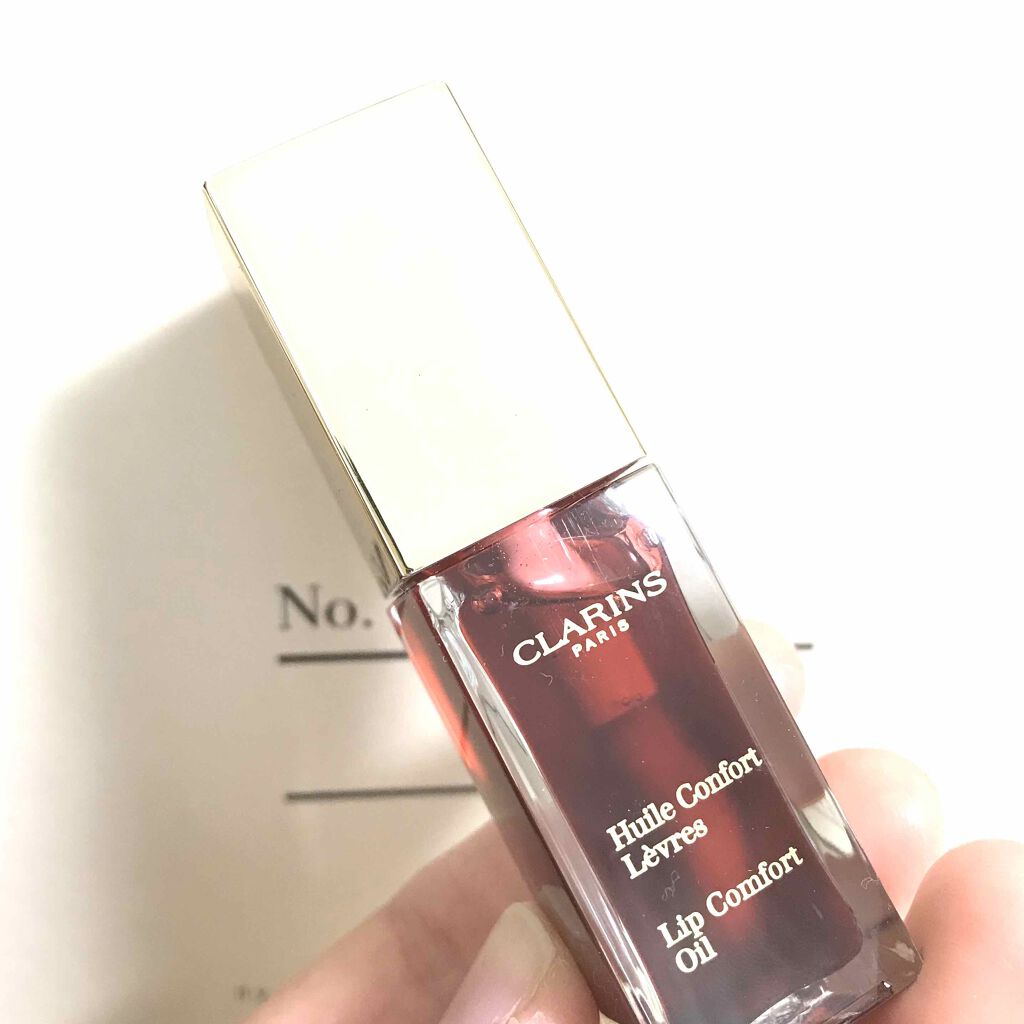 No.
CLARINS
PARIS
Huile Confort
Lèvres
Lip Comfort
Oil